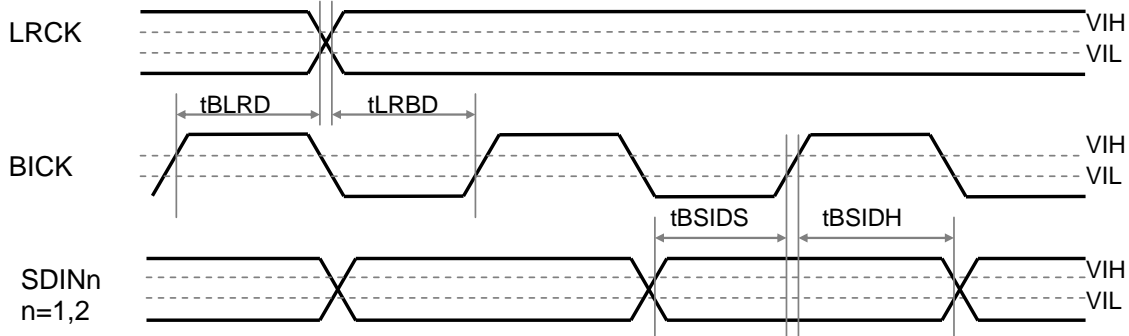 LRCK
VIH
VIL
tBLRD
tLRBD
BICK
VIH
VIL
tBSIDS
tBSIDH
SDINn
n=1,2
VIH
VIL